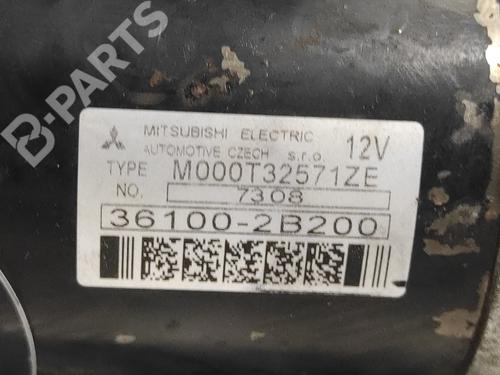 B-PARTS
MITSUBISHI ELECTRIC
AUTOMOTIVE CZECH s.r.o. 12V
TYPE M000T32571ZE
NO. 7308
36100-2B200